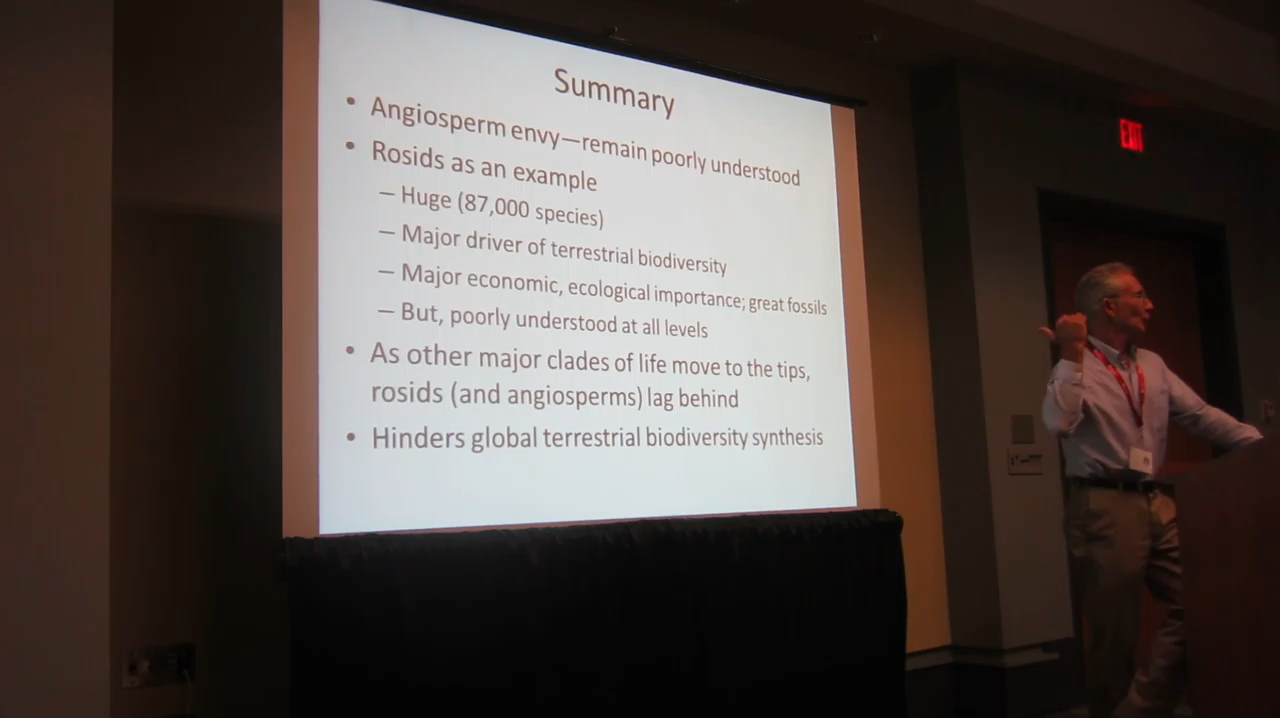 Summary
• Angiosperm envy—remain poorly understood
• Rosids as an example
– Huge (87,000 species)
– Major driver of terrestrial biodiversity
– Major economic, ecological importance; great fossils
– But, poorly understood at all levels
• As other major clades of life move to the tips,
rosids (and angiosperms) lag behind
• Hinders global terrestrial biodiversity synthesis
EXIT